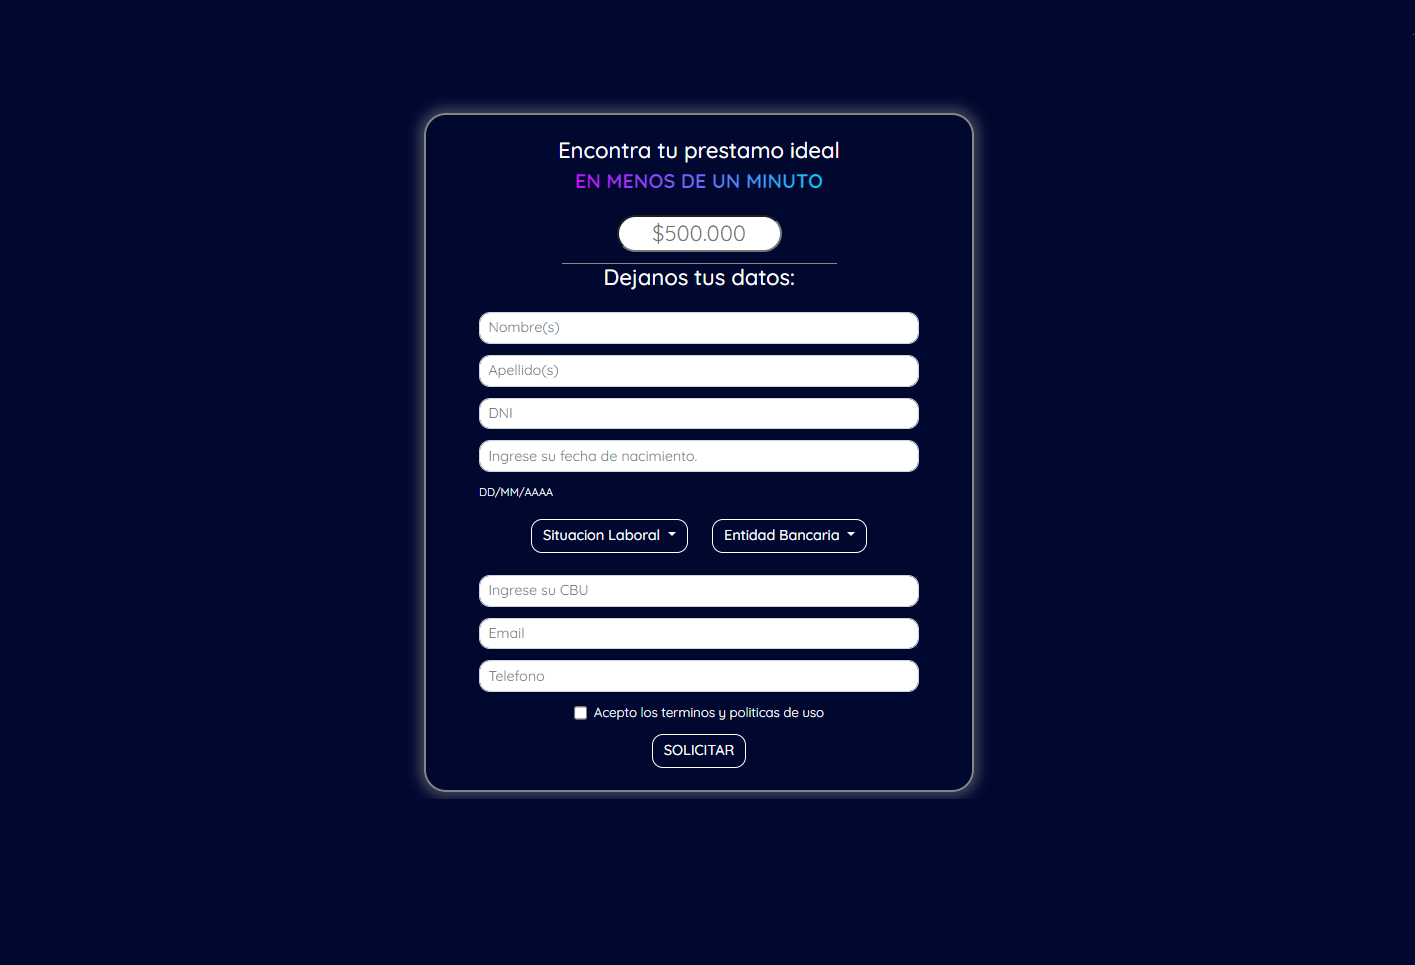 Encontra tu prestamo ideal
EN MENOS DE UN MINUTO
$500.000
Dejanos tus datos:
Nombre(s)
Apellido(s)
DNI
Ingrese su fecha de nacimiento.
DD/MM/AAAA
Situacion Laboral Entidad Bancaria
Ingrese su CBU
Email
Telefono
Acepto los terminos y politicas de uso
SOLICITAR